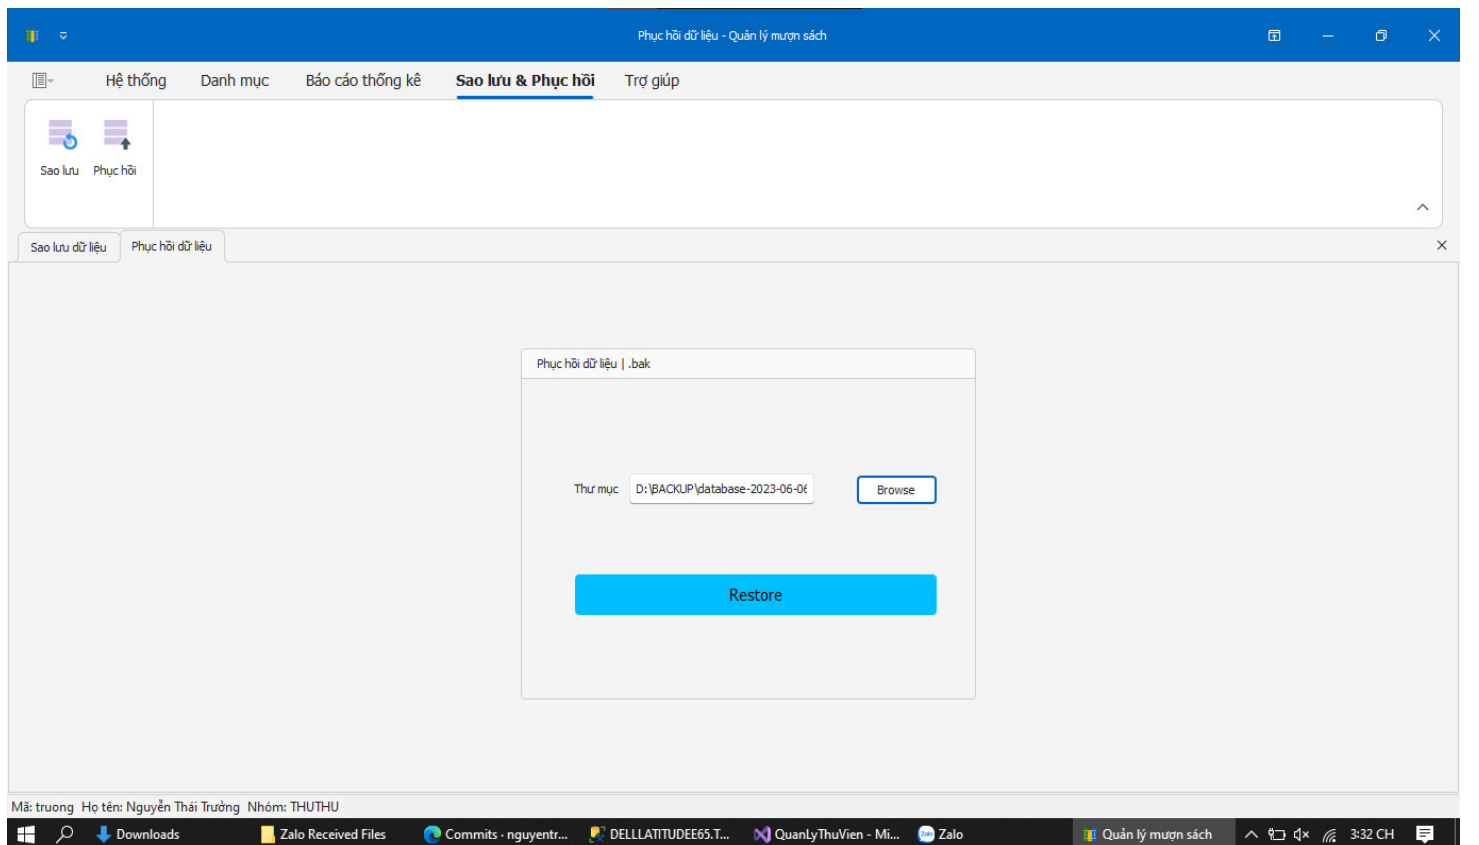 Phục hồi dữ liệu - Quản lý mượn sách
Hệ thống Danh mục Báo cáo thống kê Sao lưu & Phục hồi Trợ giúp
Sao lưu Phục hồi
Sao lưu dữ liệu Phục hồi dữ liệu
Phục hồi dữ liệu | .bak
Thư mục D:\BACKUP\database-2023-06-06 Browse
Restore
Mã: truong Họ tên: Nguyễn Thái Trưởng Nhóm: THUTHU
Downloads Zalo Received Files Commits · nguyentr... DELLLATITUDEE65.T... QuanLyThuVien - Mi... Zalo Quản lý mượn sách 3:32 CH